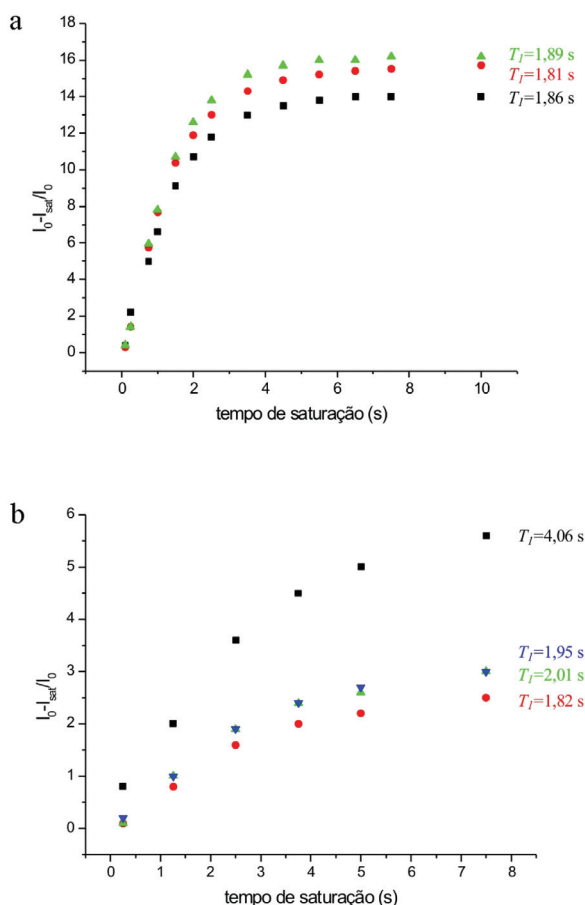 a
18
16
14
12
10
8
6
4
2
0
I₀-I_sat/I₀
T₁=1,89 s
T₁=1,81 s
T₁=1,86 s
0 2 4 6 8 10
tempo de saturação (s)
b
6
5
4
3
2
1
0
I₀-I_sat/I₀
T₁=4,06 s
T₁=1,95 s
T₁=2,01 s
T₁=1,82 s
0 1 2 3 4 5 6 7 8
tempo de saturação (s)